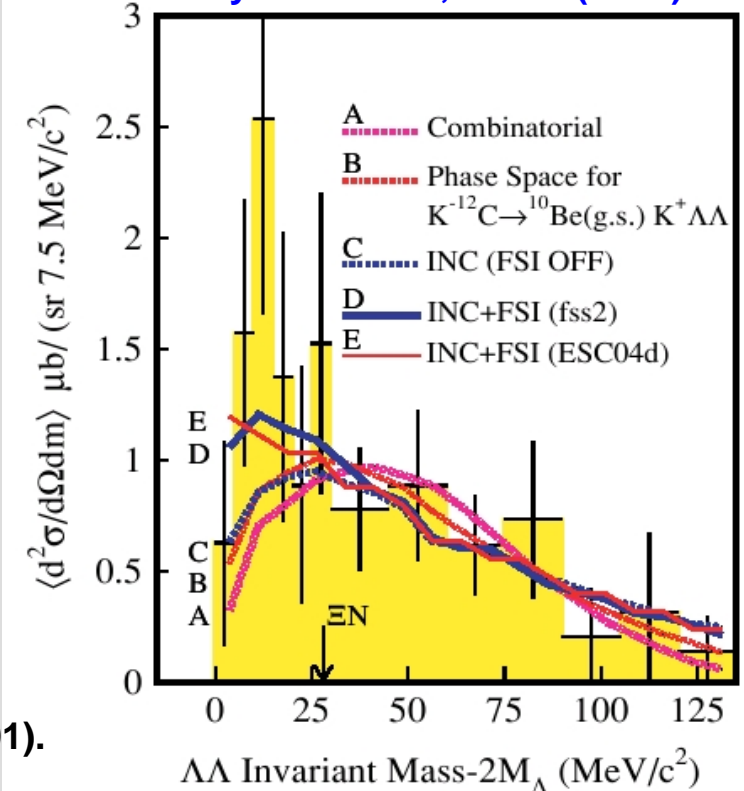 3
2.5
2
1.5
1
0.5
0
⟨d²σ/dΩdm⟩ μb/(sr 7.5 MeV/c²)
A Combinatorial
B Phase Space for
K⁻¹²C→¹⁰Be(g.s.) K⁺ΛΛ
C INC (FSI OFF)
D INC+FSI (fss2)
E INC+FSI (ESC04d)
E
D
C
B
A
ΞN
0 25 50 75 100 125
1).
ΛΛ Invariant Mass-2M_Λ (MeV/c²)